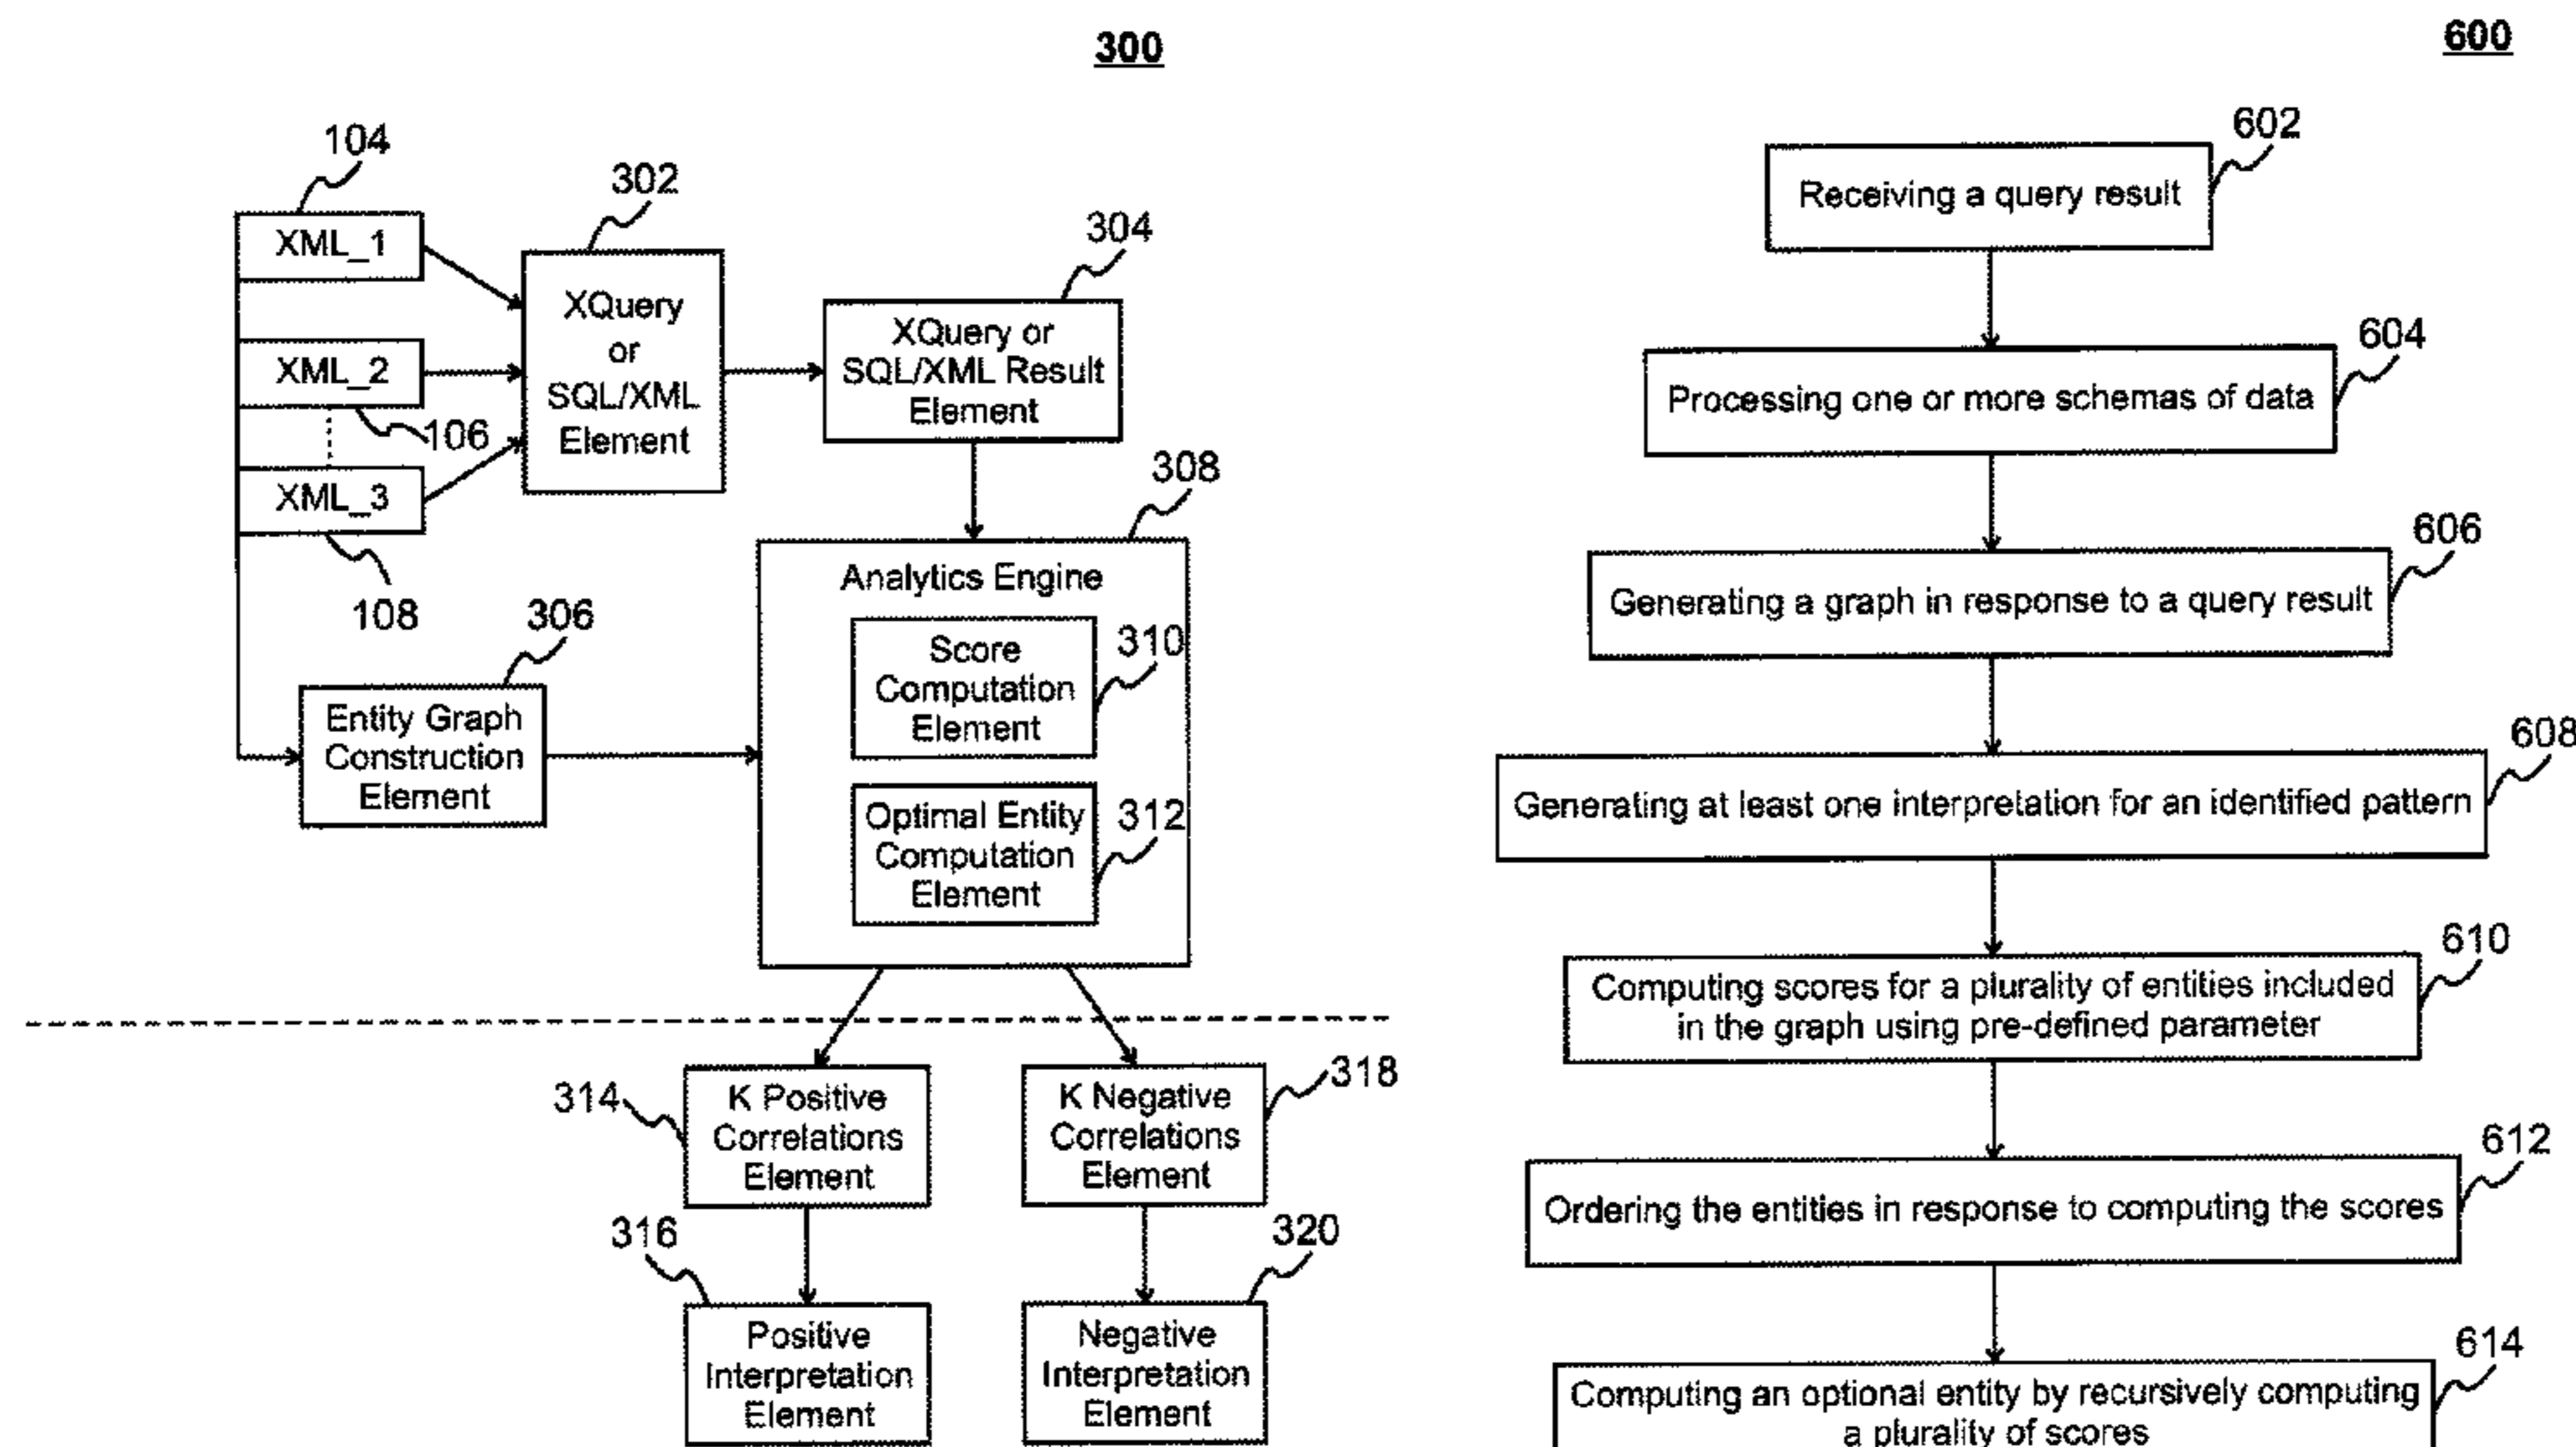 300
104
XML_1
302
XQuery
or
SQL/XML
Element
304
XQuery or
SQL/XML Result
Element
XML_2
106
XML_3
108
306
Entity Graph
Construction
Element
308
Analytics Engine
Score
Computation
Element
310
Optimal Entity
Computation
Element
312
314
K Positive
Correlations
Element
318
K Negative
Correlations
Element
316
Positive
Interpretation
Element
320
Negative
Interpretation
Element
600
602
Receiving a query result
604
Processing one or more schemas of data
606
Generating a graph in response to a query result
608
Generating at least one interpretation for an identified pattern
610
Computing scores for a plurality of entities included
in the graph using pre-defined parameter
612
Ordering the entities in response to computing the scores
614
Computing an optional entity by recursively computing
a plurality of scores